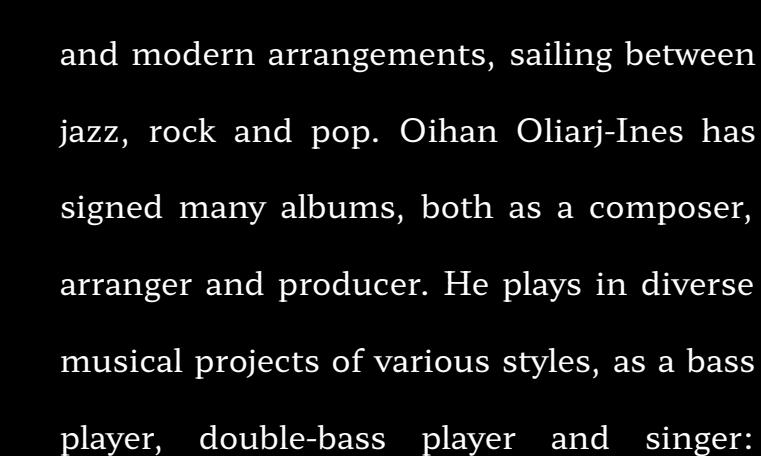 and modern arrangements, sailing between
jazz, rock and pop. Oihan Oliarj-Ines has
signed many albums, both as a composer,
arranger and producer. He plays in diverse
musical projects of various styles, as a bass
player, double-bass player and singer: